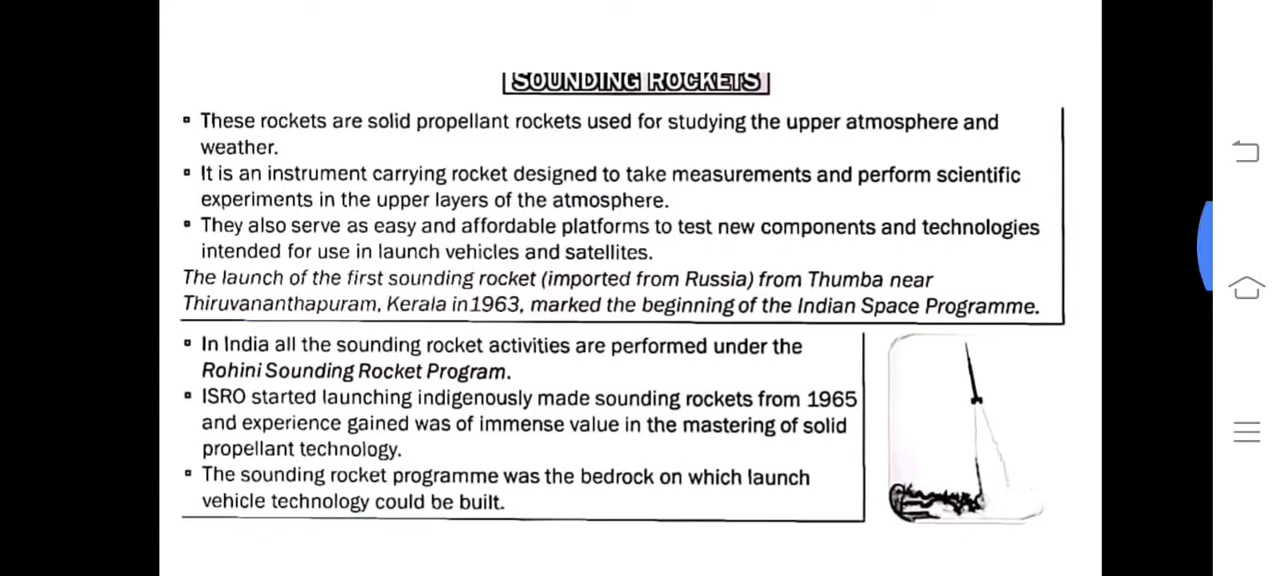 SOUNDING ROCKETS
▫ These rockets are solid propellant rockets used for studying the upper atmosphere and
weather.
▫ It is an instrument carrying rocket designed to take measurements and perform scientific
experiments in the upper layers of the atmosphere.
▫ They also serve as easy and affordable platforms to test new components and technologies
intended for use in launch vehicles and satellites.
The launch of the first sounding rocket (imported from Russia) from Thumba near
Thiruvananthapuram, Kerala in1963, marked the beginning of the Indian Space Programme.
▫ In India all the sounding rocket activities are performed under the
Rohini Sounding Rocket Program.
▫ ISRO started launching indigenously made sounding rockets from 1965
and experience gained was of immense value in the mastering of solid
propellant technology.
▫ The sounding rocket programme was the bedrock on which launch
vehicle technology could be built.